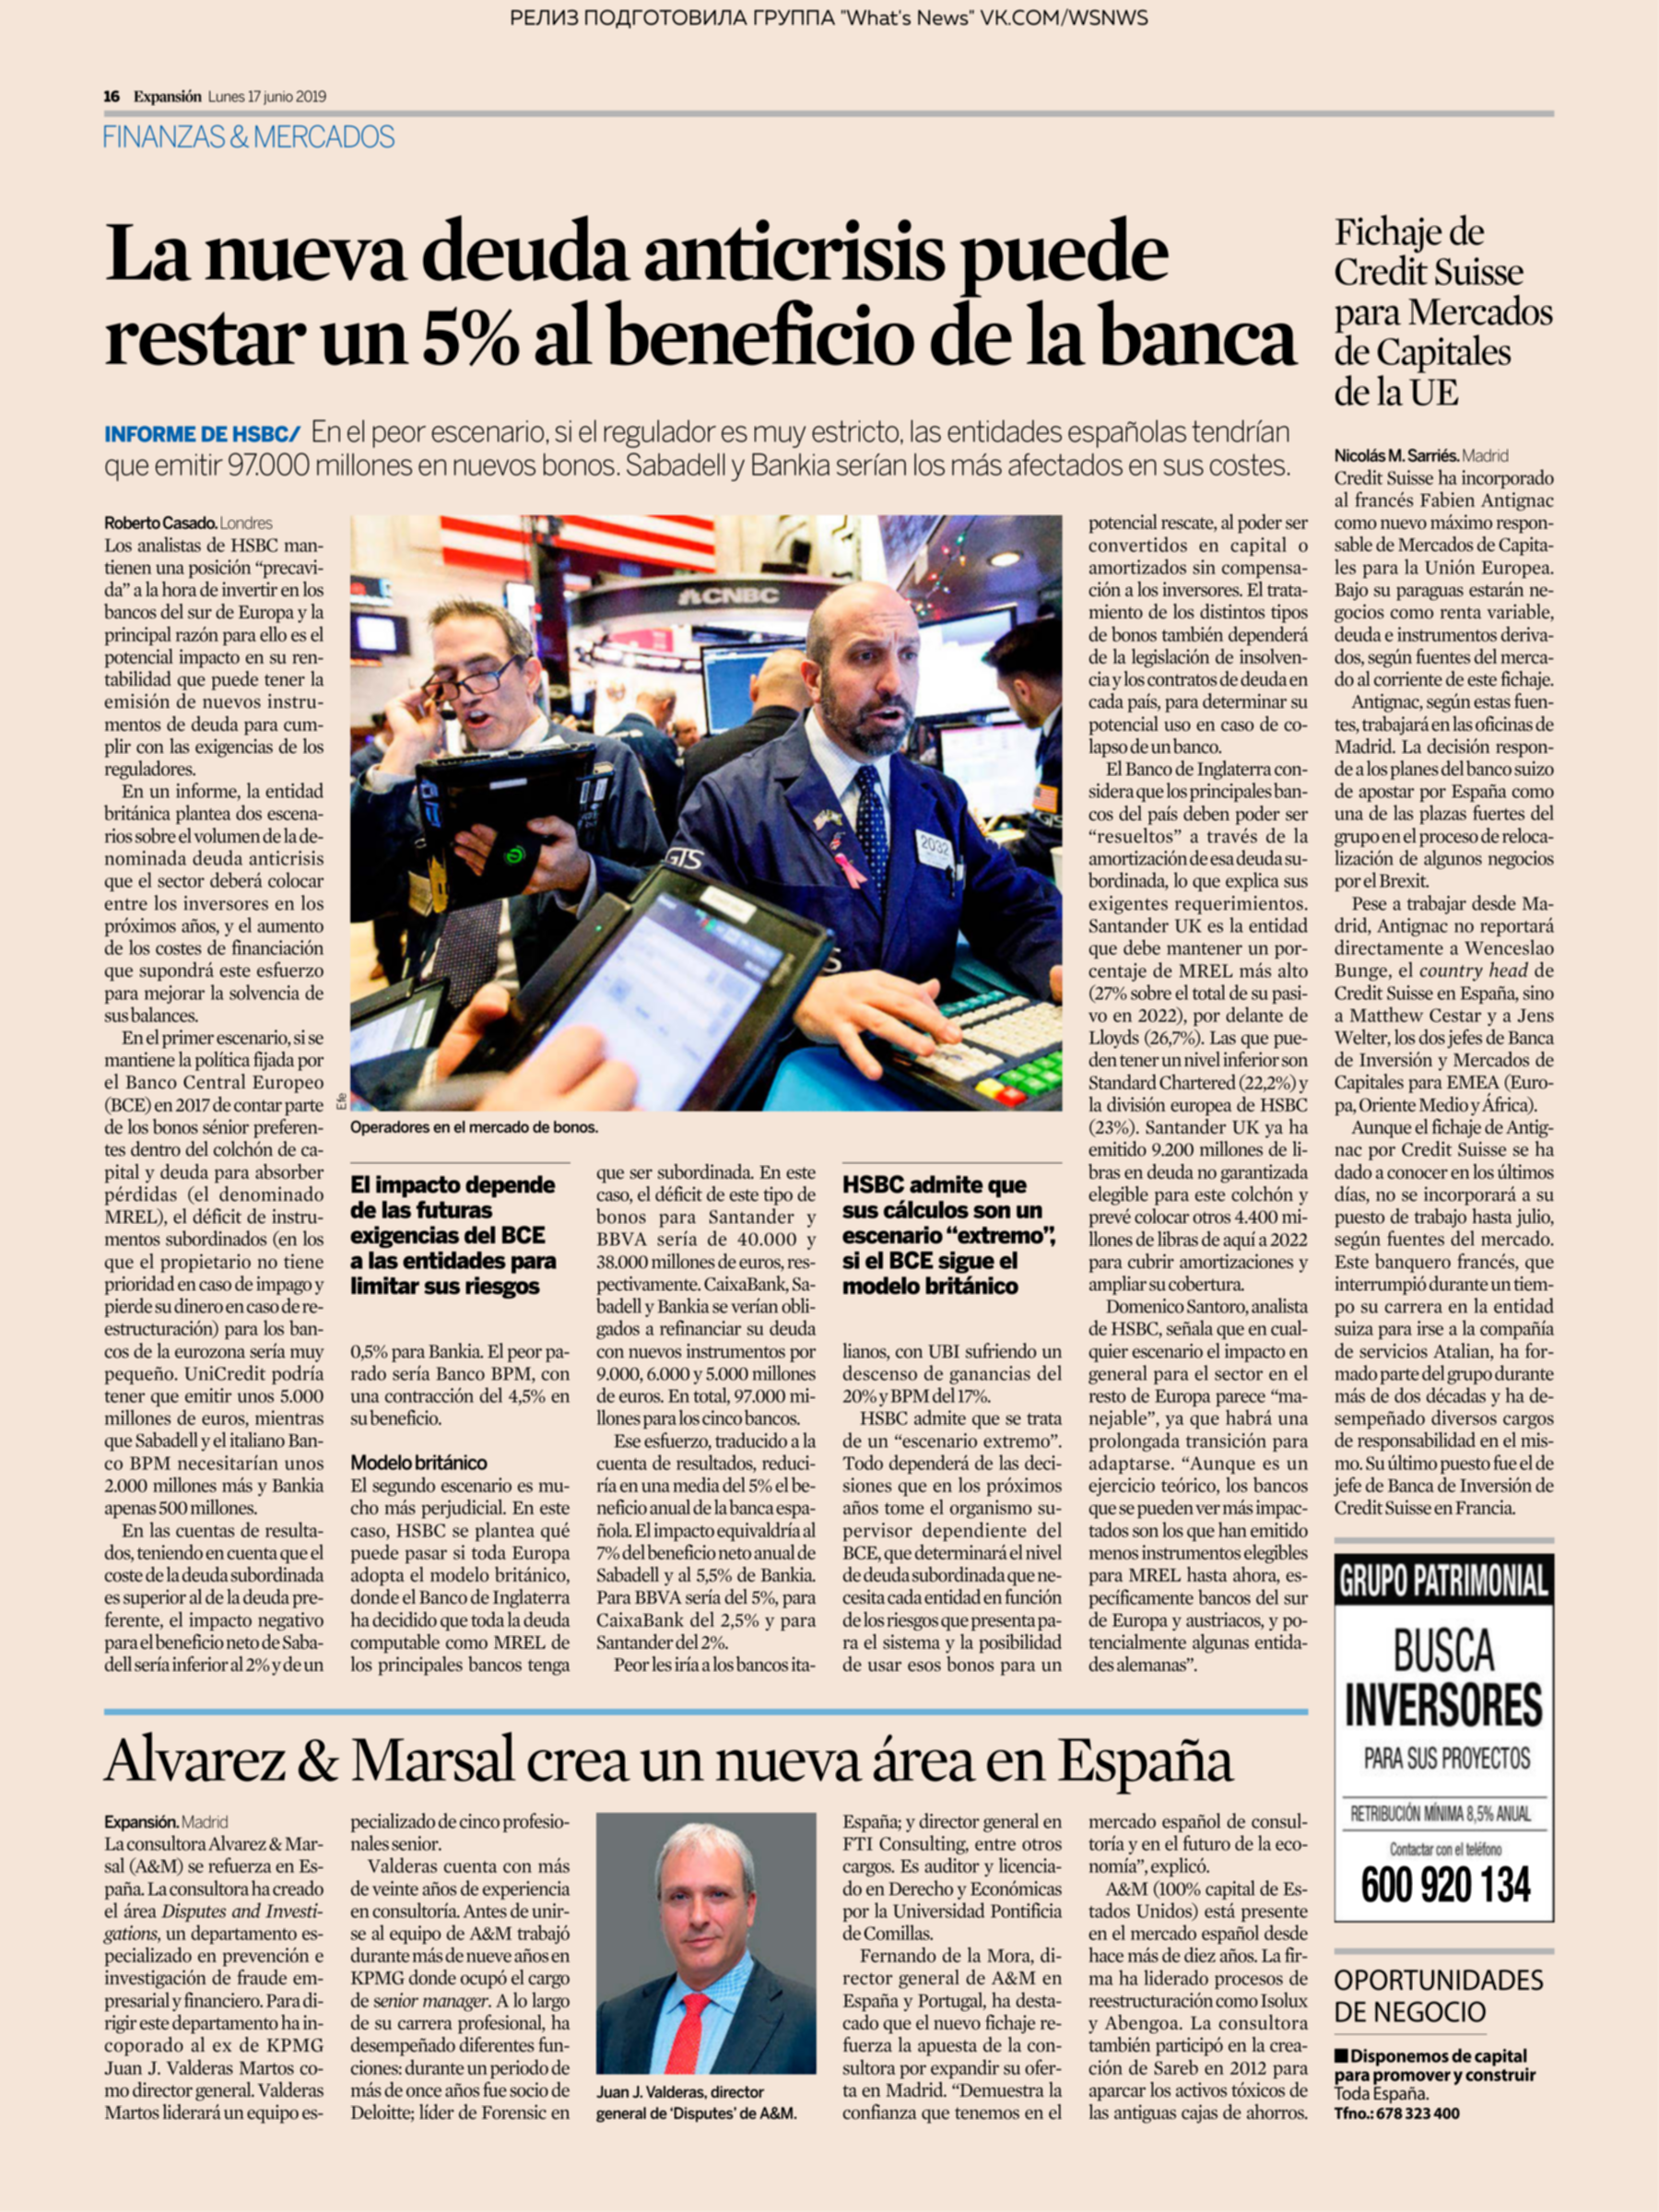 РЕЛИЗ ПОДГОТОВИЛА ГРУППА "What's News" VK.COM/WSNWS
16 Expansión Lunes 17 junio 2019
FINANZAS & MERCADOS
La nueva deuda anticrisis puede
restar un 5% al beneficio de la banca
INFORME DE HSBC/ En el peor escenario, si el regulador es muy estricto, las entidades españolas tendrían
que emitir 97.000 millones en nuevos bonos. Sabadell y Bankia serían los más afectados en sus costes.
Roberto Casado. Londres
Los analistas de HSBC man-
tienen una posición “precavi-
da” a la hora de invertir en los
bancos del sur de Europa y la
principal razón para ello es el
potencial impacto en su ren-
tabilidad que puede tener la
emisión de nuevos instru-
mentos de deuda para cum-
plir con las exigencias de los
reguladores.
En un informe, la entidad
británica plantea dos escena-
rios sobre el volumen de la de-
nominada deuda anticrisis
que el sector deberá colocar
entre los inversores en los
próximos años, y el aumento
de los costes de financiación
que supondrá este esfuerzo
para mejorar la solvencia de
sus balances.
En el primer escenario, si se
mantiene la política fijada por
el Banco Central Europeo
(BCE) en 2017 de contar parte
de los bonos sénior preferen-
tes dentro del colchón de ca-
pital y deuda para absorber
pérdidas (el denominado
MREL), el déficit de instru-
mentos subordinados (en los
que el propietario no tiene
prioridad en caso de impago y
pierde su dinero en caso de re-
estructuración) para los ban-
cos de la eurozona sería muy
pequeño. UniCredit podría
tener que emitir unos 5.000
millones de euros, mientras
que Sabadell y el italiano Ban-
co BPM necesitarían unos
2.000 millones más y Bankia
apenas 500 millones.
En las cuentas de resulta-
dos, teniendo en cuenta que el
coste de la deuda subordinada
es superior al de la deuda pre-
ferente, el impacto negativo
para el beneficio neto de Saba-
dell sería inferior al 2% y de un
CNBC
GTS
2032
Efe
Operadores en el mercado de bonos.
El impacto depende
de las futuras
exigencias del BCE
a las entidades para
limitar sus riesgos
0,5% para Bankia. El peor pa-
rado sería Banco BPM, con
una contracción del 4,5% en
su beneficio.
Modelo británico
El segundo escenario es mu-
cho más perjudicial. En este
caso, HSBC se plantea qué
puede pasar si toda Europa
adopta el modelo británico,
donde el Banco de Inglaterra
ha decidido que toda la deuda
computable como MREL de
los principales bancos tenga
que ser subordinada. En este
caso, el déficit de este tipo de
bonos para Santander y
BBVA sería de 40.000 y
38.000 millones de euros, res-
pectivamente. CaixaBank, Sa-
badell y Bankia se verían obli-
gados a refinanciar su deuda
con nuevos instrumentos por
9.000, 6.000 y 5.000 millones
de euros. En total, 97.000 mi-
llones para los cinco bancos.
Ese esfuerzo, traducido a la
cuenta de resultados, reduci-
ría en una media del 5% el be-
neficio anual de la banca espa-
ñola. El impacto equivaldría al
7% del beneficio neto anual de
Sabadell y al 5,5% de Bankia.
Para BBVA sería del 5%, para
CaixaBank del 2,5% y para
Santander del 2%.
Peor les iría a los bancos ita-
HSBC admite que
sus cálculos son un
escenario “extremo”,
si el BCE sigue el
modelo británico
lianos, con UBI sufriendo un
descenso de ganancias del
20% y BPM del 17%.
HSBC admite que se trata
de un “escenario extremo”.
Todo dependerá de las deci-
siones que en los próximos
años tome el organismo su-
pervisor dependiente del
BCE, que determinará el nivel
de deuda subordinada que ne-
cesita cada entidad en función
de los riesgos que presenta pa-
ra el sistema y la posibilidad
de usar esos bonos para un
potencial rescate, al poder ser
convertidos en capital o
amortizados sin compensa-
ción a los inversores. El trata-
miento de los distintos tipos
de bonos también dependerá
de la legislación de insolven-
cia y los contratos de deuda en
cada país, para determinar su
potencial uso en caso de co-
lapso de un banco.
El Banco de Inglaterra con-
sidera que los principales ban-
cos del país deben poder ser
“resueltos” a través de la
amortización de esa deuda su-
bordinada, lo que explica sus
exigentes requerimientos.
Santander UK es la entidad
que debe mantener un por-
centaje de MREL más alto
(27% sobre el total de su pasi-
vo en 2022), por delante de
Lloyds (26,7%). Las que pue-
den tener un nivel inferior son
Standard Chartered (22,2%) y
la división europea de HSBC
(23%). Santander UK ya ha
emitido 9.200 millones de li-
bras en deuda no garantizada
elegible para este colchón y
prevé colocar otros 4.400 mi-
llones de libras de aquí a 2022
para cubrir amortizaciones y
ampliar su cobertura.
Domenico Santoro, analista
de HSBC, señala que en cual-
quier escenario el impacto en
general para el sector en el
resto de Europa parece “ma-
nejable”, ya que habrá una
prolongada transición para
adaptarse. “Aunque es un
ejercicio teórico, los bancos
que se pueden ver más impac-
tados son los que han emitido
menos instrumentos elegibles
para MREL hasta ahora, es-
pecíficamente bancos del sur
de Europa y austriacos, y po-
tencialmente algunas entida-
des alemanas”.
Fichaje de
Credit Suisse
para Mercados
de Capitales
de la UE
Nicolás M. Sarriés. Madrid
Credit Suisse ha incorporado
al francés Fabien Antignac
como nuevo máximo respon-
sable de Mercados de Capita-
les para la Unión Europea.
Bajo su paraguas estarán ne-
gocios como renta variable,
deuda e instrumentos deriva-
dos, según fuentes del merca-
do al corriente de este fichaje.
Antignac, según estas fuen-
tes, trabajará en las oficinas de
Madrid. La decisión respon-
de a los planes del banco suizo
de apostar por España como
una de las plazas fuertes del
grupo en el proceso de reloca-
lización de algunos negocios
por el Brexit.
Pese a trabajar desde Ma-
drid, Antignac no reportará
directamente a Wenceslao
Bunge, el country head de
Credit Suisse en España, sino
a Matthew Cestar y a Jens
Welter, los dos jefes de Banca
de Inversión y Mercados de
Capitales para EMEA (Euro-
pa, Oriente Medio y África).
Aunque el fichaje de Antig-
nac por Credit Suisse se ha
dado a conocer en los últimos
días, no se incorporará a su
puesto de trabajo hasta julio,
según fuentes del mercado.
Este banquero francés, que
interrumpió durante un tiem-
po su carrera en la entidad
suiza para irse a la compañía
de servicios Atalian, ha for-
mado parte del grupo durante
más de dos décadas y ha de-
sempeñado diversos cargos
de responsabilidad en el mis-
mo. Su último puesto fue el de
jefe de Banca de Inversión de
Credit Suisse en Francia.
GRUPO PATRIMONIAL
BUSCA
INVERSORES
PARA SUS PROYECTOS
RETRIBUCIÓN MÍNIMA 8,5% ANUAL
Contactar con el teléfono
600 920 134
OPORTUNIDADES
DE NEGOCIO
Disponemos de capital
para promover y construir
Toda España.
Tfno.: 678 323 400
Alvarez & Marsal crea un nueva área en España
Expansión. Madrid
La consultora Alvarez & Mar-
sal (A&M) se refuerza en Es-
paña. La consultora ha creado
el área Disputes and Investi-
gations, un departamento es-
pecializado en prevención e
investigación de fraude em-
presarial y financiero. Para di-
rigir este departamento ha in-
coporado al ex de KPMG
Juan J. Valderas Martos co-
mo director general. Valderas
Martos liderará un equipo es-
pecializado de cinco profesio-
nales senior.
Valderas cuenta con más
de veinte años de experiencia
en consultoría. Antes de unir-
se al equipo de A&M trabajó
durante más de nueve años en
KPMG donde ocupó el cargo
de senior manager. A lo largo
de su carrera profesional, ha
desempeñado diferentes fun-
ciones: durante un periodo de
más de once años fue socio de
Deloitte; líder de Forensic en
Juan J. Valderas, director
general de ‘Disputes’ de A&M.
España; y director general en
FTI Consulting, entre otros
cargos. Es auditor y licencia-
do en Derecho y Económicas
por la Universidad Pontificia
de Comillas.
Fernando de la Mora, di-
rector general de A&M en
España y Portugal, ha desta-
cado que el nuevo fichaje re-
fuerza la apuesta de la con-
sultora por expandir su ofer-
ta en Madrid. “Demuestra la
confianza que tenemos en el
mercado español de consul-
toría y en el futuro de la eco-
nomía”, explicó.
A&M (100% capital de Es-
tados Unidos) está presente
en el mercado español desde
hace más de diez años. La fir-
ma ha liderado procesos de
reestructuración como Isolux
y Abengoa. La consultora
también participó en la crea-
ción de Sareb en 2012 para
aparcar los activos tóxicos de
las antiguas cajas de ahorros.